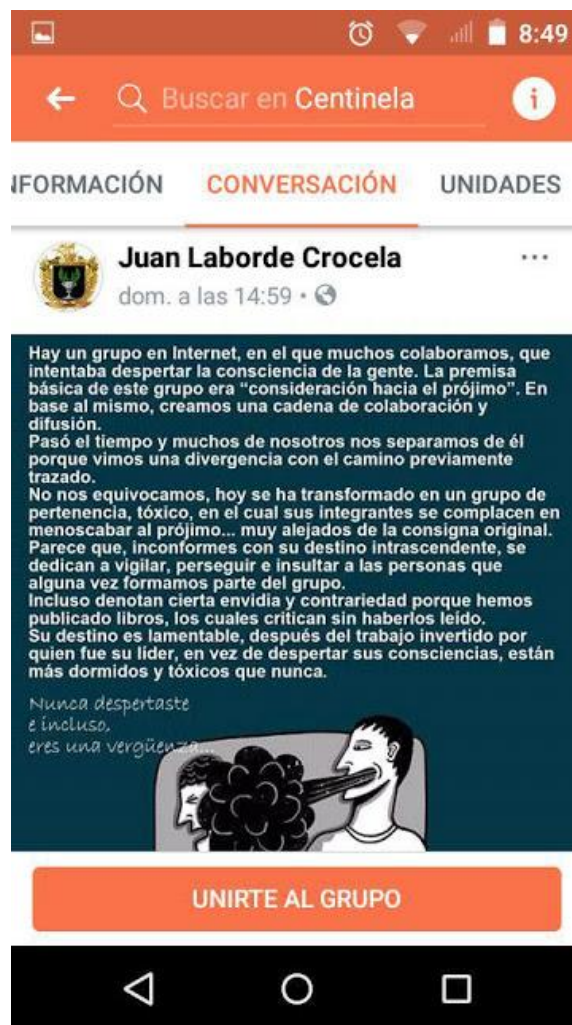 8:49
Buscar en Centinela
i
NFORMACIÓN CONVERSACIÓN UNIDADES
Juan Laborde Crocela
dom. a las 14:59
Hay un grupo en Internet, en el que muchos colaboramos, que
intentaba despertar la consciencia de la gente. La premisa
básica de este grupo era “consideración hacia el prójimo”. En
base al mismo, creamos una cadena de colaboración y
difusión.
Pasó el tiempo y muchos de nosotros nos separamos de él
porque vimos una divergencia con el camino previamente
trazado.
No nos equivocamos, hoy se ha transformado en un grupo de
pertenencia, tóxico, en el cual sus integrantes se complacen en
menoscabar al prójimo... muy alejados de la consigna original.
Parece que, inconformes con su destino intrascendente, se
dedican a vigilar, perseguir e insultar a las personas que
alguna vez formamos parte del grupo.
Incluso denotan cierta envidia y contrariedad porque hemos
publicado libros, los cuales critican sin haberlos leído.
Su destino es lamentable, después del trabajo invertido por
quien fue su líder, en vez de despertar sus consciencias, están
más dormidos y tóxicos que nunca.
Nunca despertaste
e incluso,
eres una vergüenza...
UNIRTE AL GRUPO